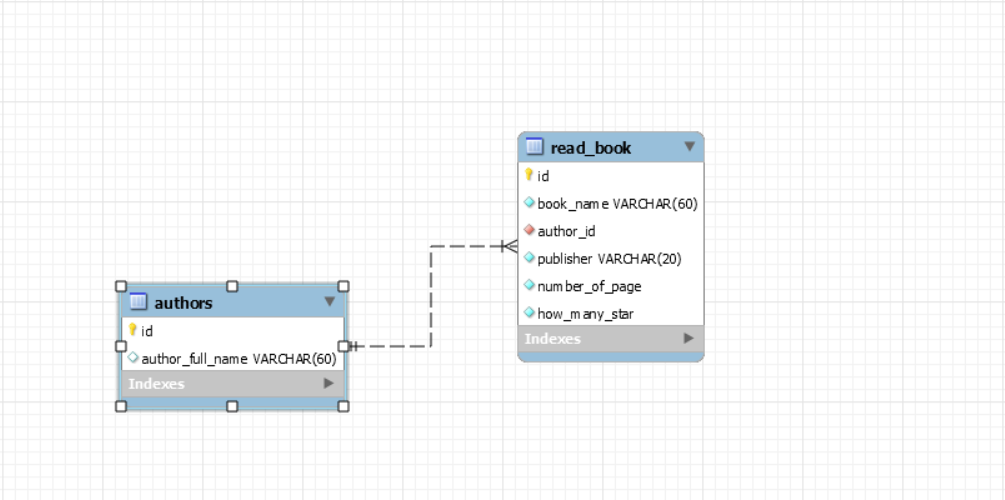 read_book
id
book_name VARCHAR(60)
author_id
publisher VARCHAR(20)
number_of_page
how_many_star
Indexes
authors
id
author_full_name VARCHAR(60)
Indexes